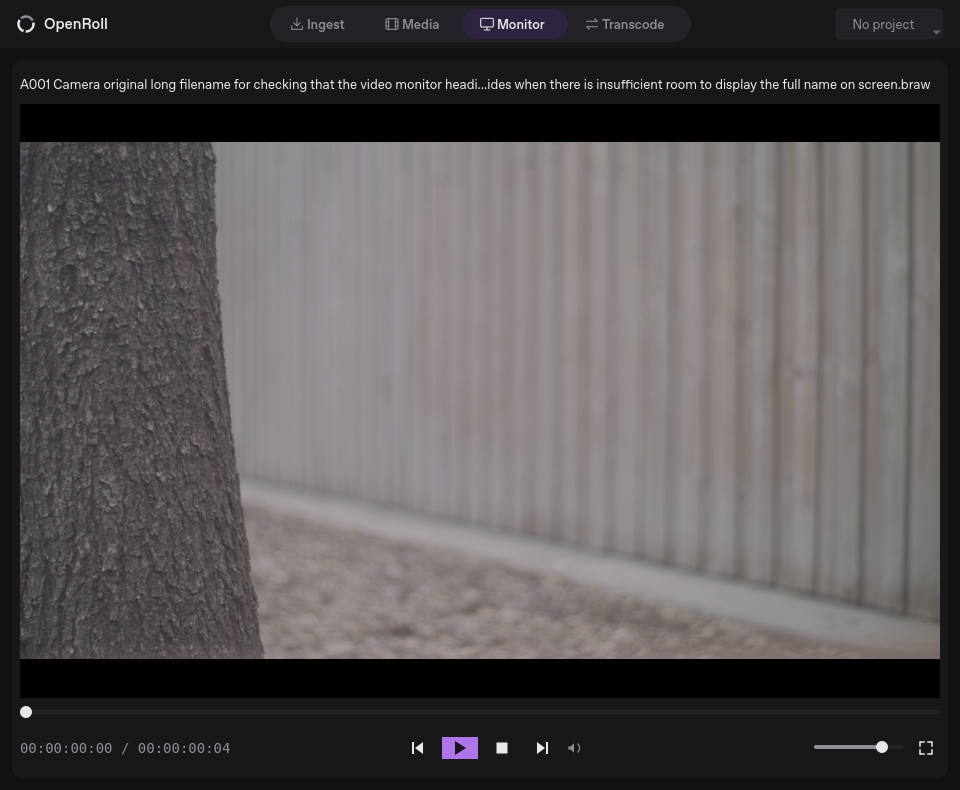 OpenRoll
Ingest
Media
Monitor
Transcode
No project
A001 Camera original long filename for checking that the video monitor headi...ides when there is insufficient room to display the full name on screen.braw
00:00:00:00 / 00:00:00:04